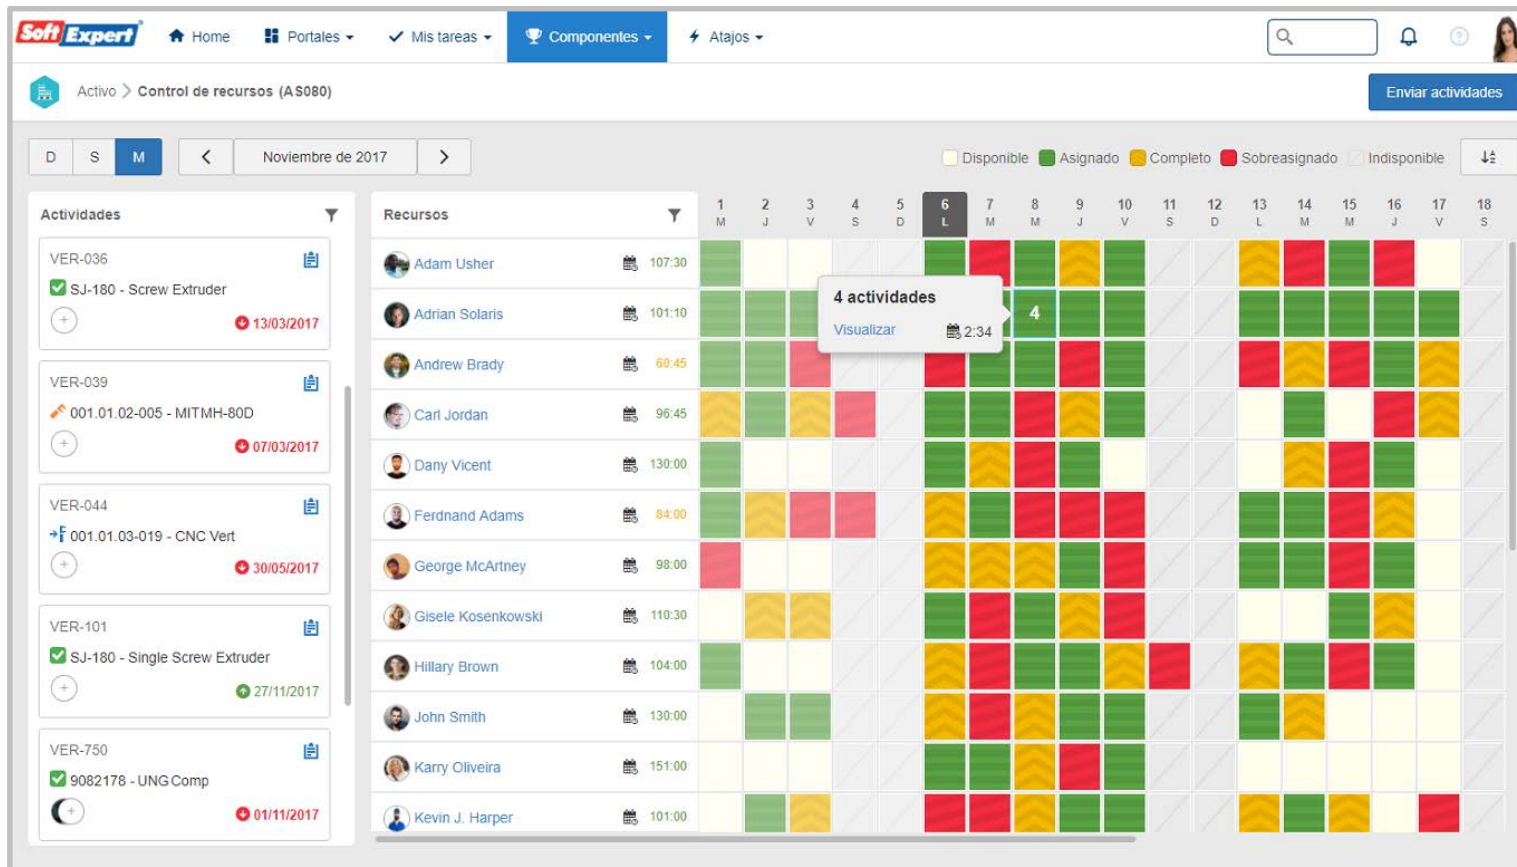 Soft Expert Home Portales Mis tareas Componentes Atajos
Activo > Control de recursos (AS080) Enviar actividades
D S M < Noviembre de 2017 > Disponible Asignado Completo Sobreasignado Indisponible
Actividades Recursos 1 2 3 4 5 6 7 8 9 10 11 12 13 14 15 16 17 18
M J V S D L M M J V S D L M M J V S
VER-036
SJ-180 - Screw Extruder
13/03/2017
VER-039
001.01.02-005 - MITMH-80D
07/03/2017
VER-044
001.01.03-019 - CNC Vert
30/05/2017
VER-101
SJ-180 - Single Screw Extruder
27/11/2017
VER-750
9082178 - UNG Comp
01/11/2017
Adam Usher 107:30
Adrian Solaris 101:10
Andrew Brady 60:45
Carl Jordan 96:45
Dany Vicent 130:00
Ferdnand Adams 84:00
George McArtney 98:00
Gisele Kosenkowski 110:30
Hillary Brown 104:00
John Smith 130:00
Karry Oliveira 151:00
Kevin J. Harper 101:00
4 actividades
Visualizar 2:34
4